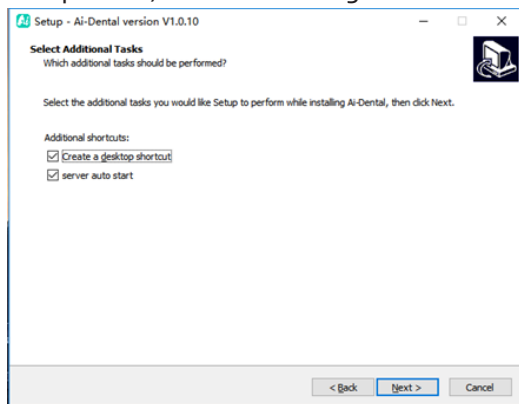 Setup - Ai-Dental version V1.0.10
Select Additional Tasks
Which additional tasks should be performed?
Select the additional tasks you would like Setup to perform while installing Ai-Dental, then click Next.
Additional shortcuts:
Create a desktop shortcut
server auto start
< Back
Next >
Cancel